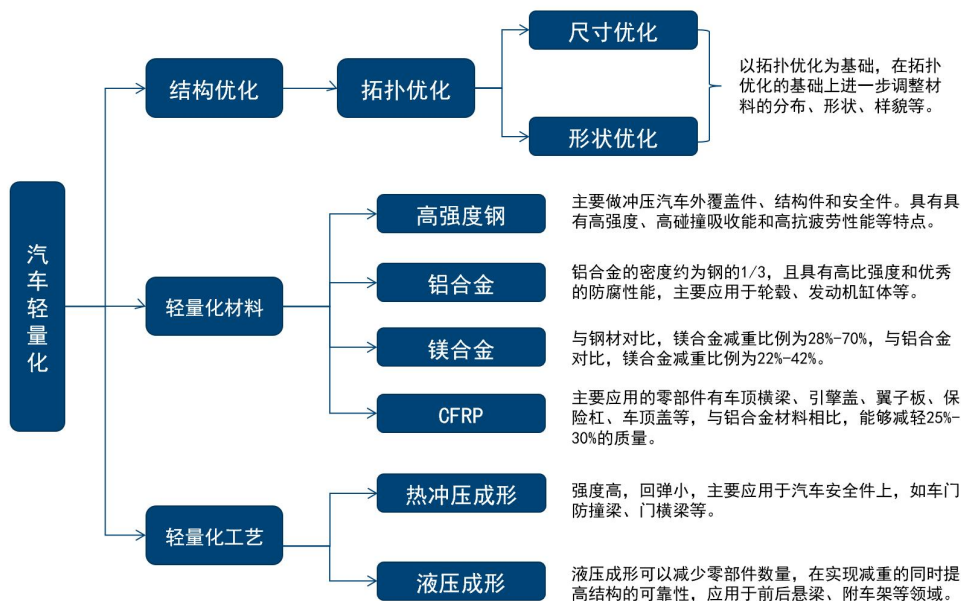 汽车轻量化
结构优化
拓扑优化
尺寸优化
形状优化
以拓扑优化为基础，在拓扑
优化的基础上进一步调整材
料的分布、形状、样貌等。
轻量化材料
高强度钢
主要做冲压汽车外覆盖件、结构件和安全件。具有具
有高强度、高碰撞吸收能和高抗疲劳性能等特点。
铝合金
铝合金的密度约为钢的1/3，且具有高比强度和优秀
的防腐性能，主要应用于轮毂、发动机缸体等。
镁合金
与钢材对比，镁合金减重比例为28%-70%，与铝合金
对比，镁合金减重比例为22%-42%。
CFRP
主要应用的零部件有车顶横梁、引擎盖、翼子板、保
险杠、车顶盖等，与铝合金材料相比，能够减轻25%-
30%的质量。
轻量化工艺
热冲压成形
强度高，回弹小，主要应用于汽车安全件上，如车门
防撞梁、门横梁等。
液压成形
液压成形可以减少零部件数量，在实现减重的同时提
高结构的可靠性，应用于前后悬梁、附车架等领域。